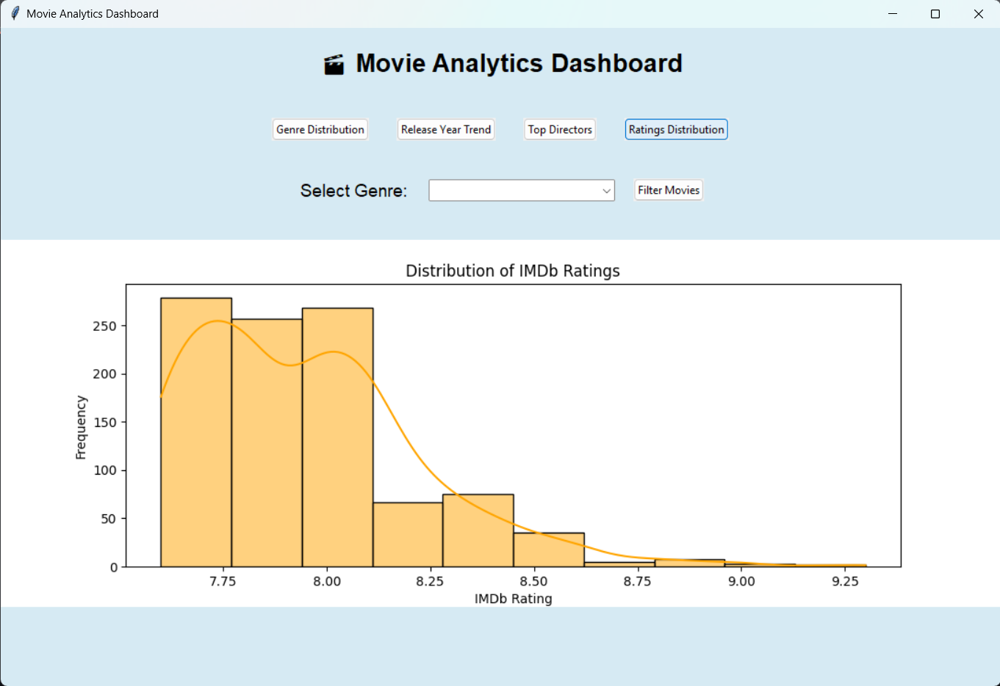 Movie Analytics Dashboard
🎬 Movie Analytics Dashboard
Genre Distribution Release Year Trend Top Directors Ratings Distribution
Select Genre: Filter Movies
Distribution of IMDb Ratings
250
200
150
100
50
0
Frequency
7.75 8.00 8.25 8.50 8.75 9.00 9.25
IMDb Rating